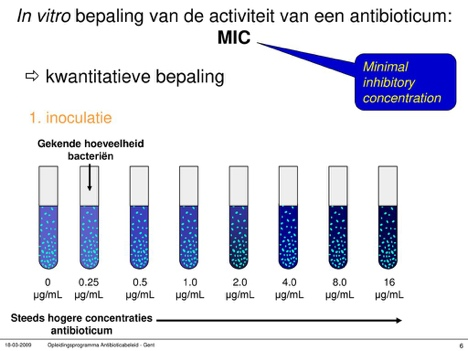 In vitro bepaling van de activiteit van een antibioticum:
MIC
Minimal
inhibitory
concentration
⇨ kwantitatieve bepaling
1. inoculatie
Gekende hoeveelheid
bacteriën
0 0.25 0.5 1.0 2.0 4.0 8.0 16
µg/mL µg/mL µg/mL µg/mL µg/mL µg/mL µg/mL µg/mL
Steeds hogere concentraties
antibioticum
18-03-2009 Opleidingsprogramma Antibioticabeleid - Gent 6